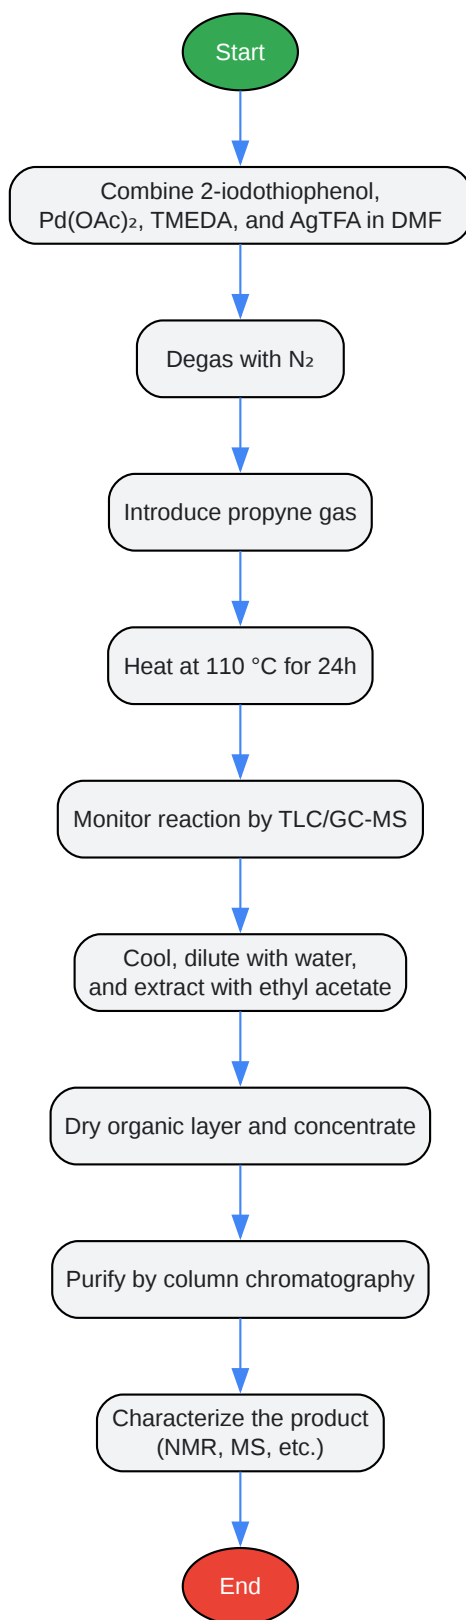 Start
Combine 2-iodothiophenol,
Pd(OAc)₂, TMEDA, and AgTFA in DMF
Degas with N₂
Introduce propyne gas
Heat at 110 °C for 24h
Monitor reaction by TLC/GC-MS
Cool, dilute with water,
and extract with ethyl acetate
Dry organic layer and concentrate
Purify by column chromatography
Characterize the product
(NMR, MS, etc.)
End